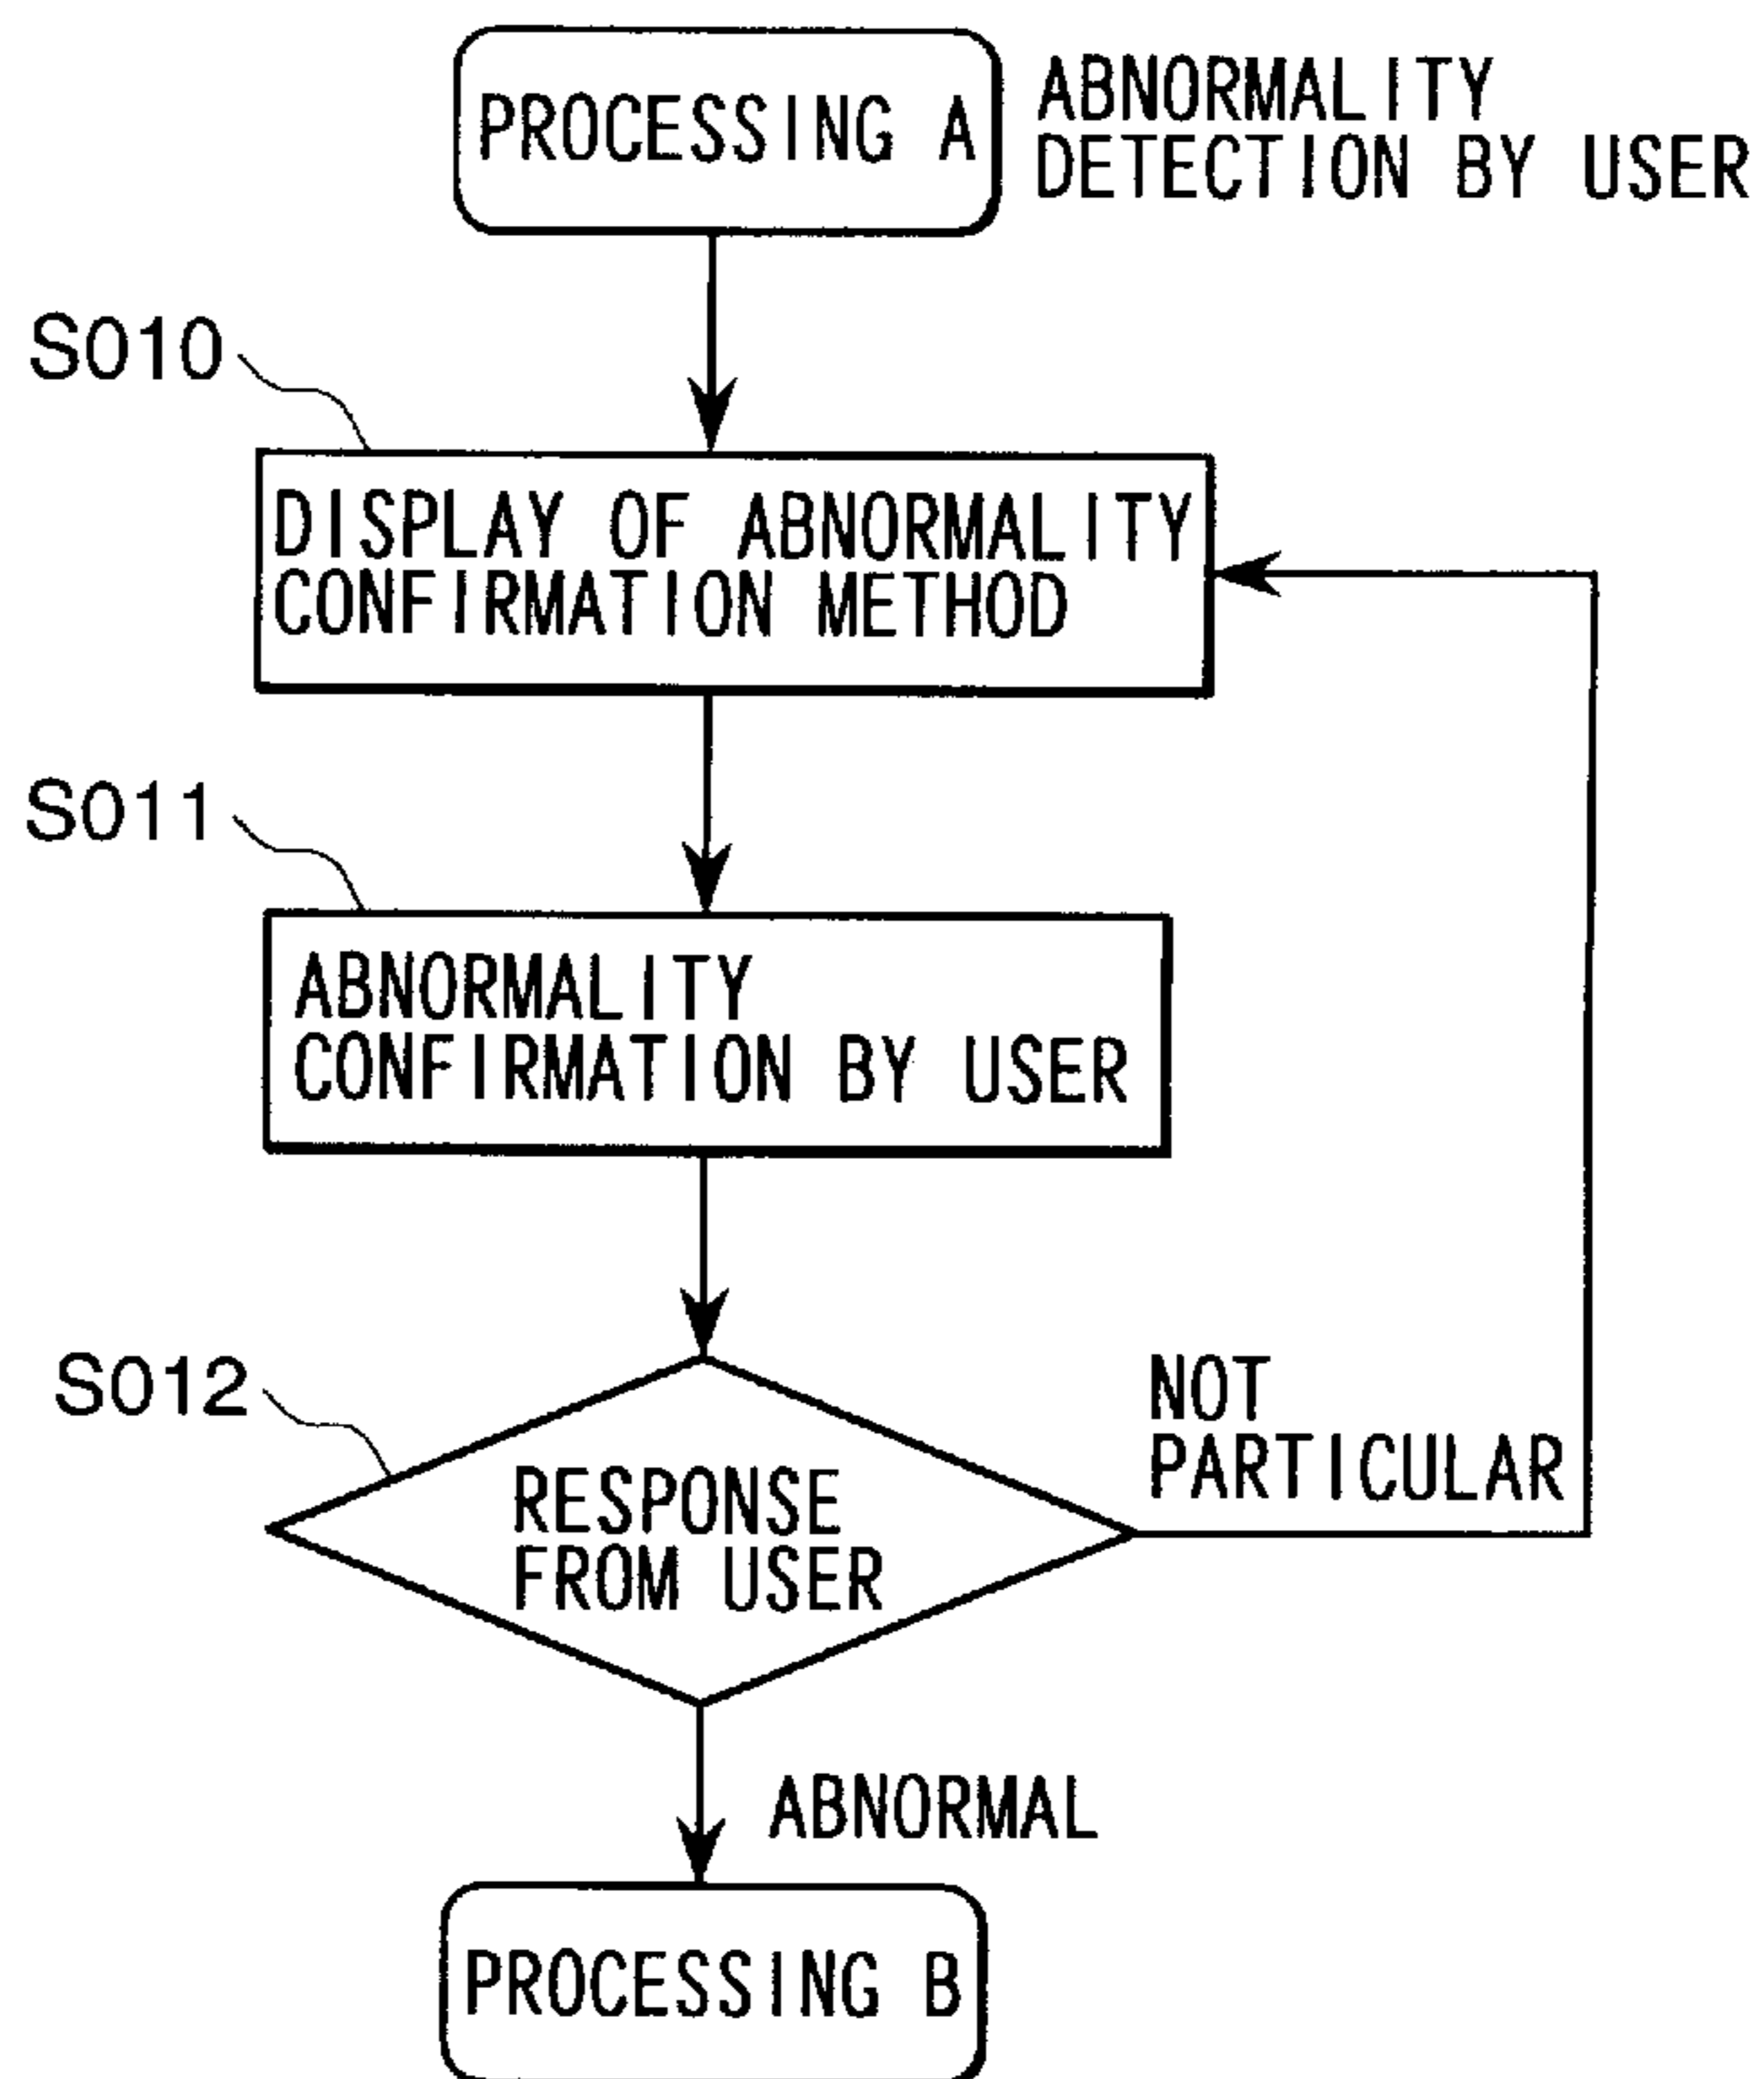 PROCESSING A
ABNORMALITY
DETECTION BY USER
S010
DISPLAY OF ABNORMALITY
CONFIRMATION METHOD
S011
ABNORMALITY
CONFIRMATION BY USER
S012
RESPONSE
FROM USER
NOT
PARTICULAR
ABNORMAL
PROCESSING B